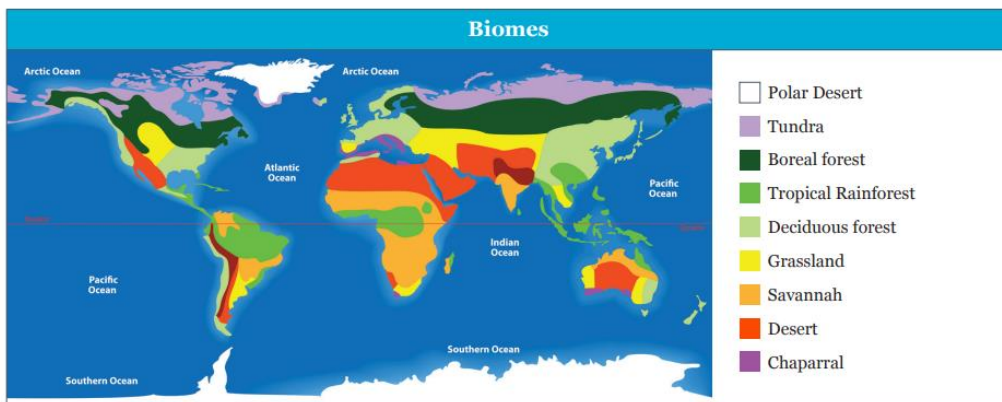 Biomes
Arctic Ocean
Arctic Ocean
Atlantic
Ocean
Pacific
Ocean
Indian
Ocean
Pacific
Ocean
Southern Ocean
Southern Ocean
Polar Desert
Tundra
Boreal forest
Tropical Rainforest
Deciduous forest
Grassland
Savannah
Desert
Chaparral